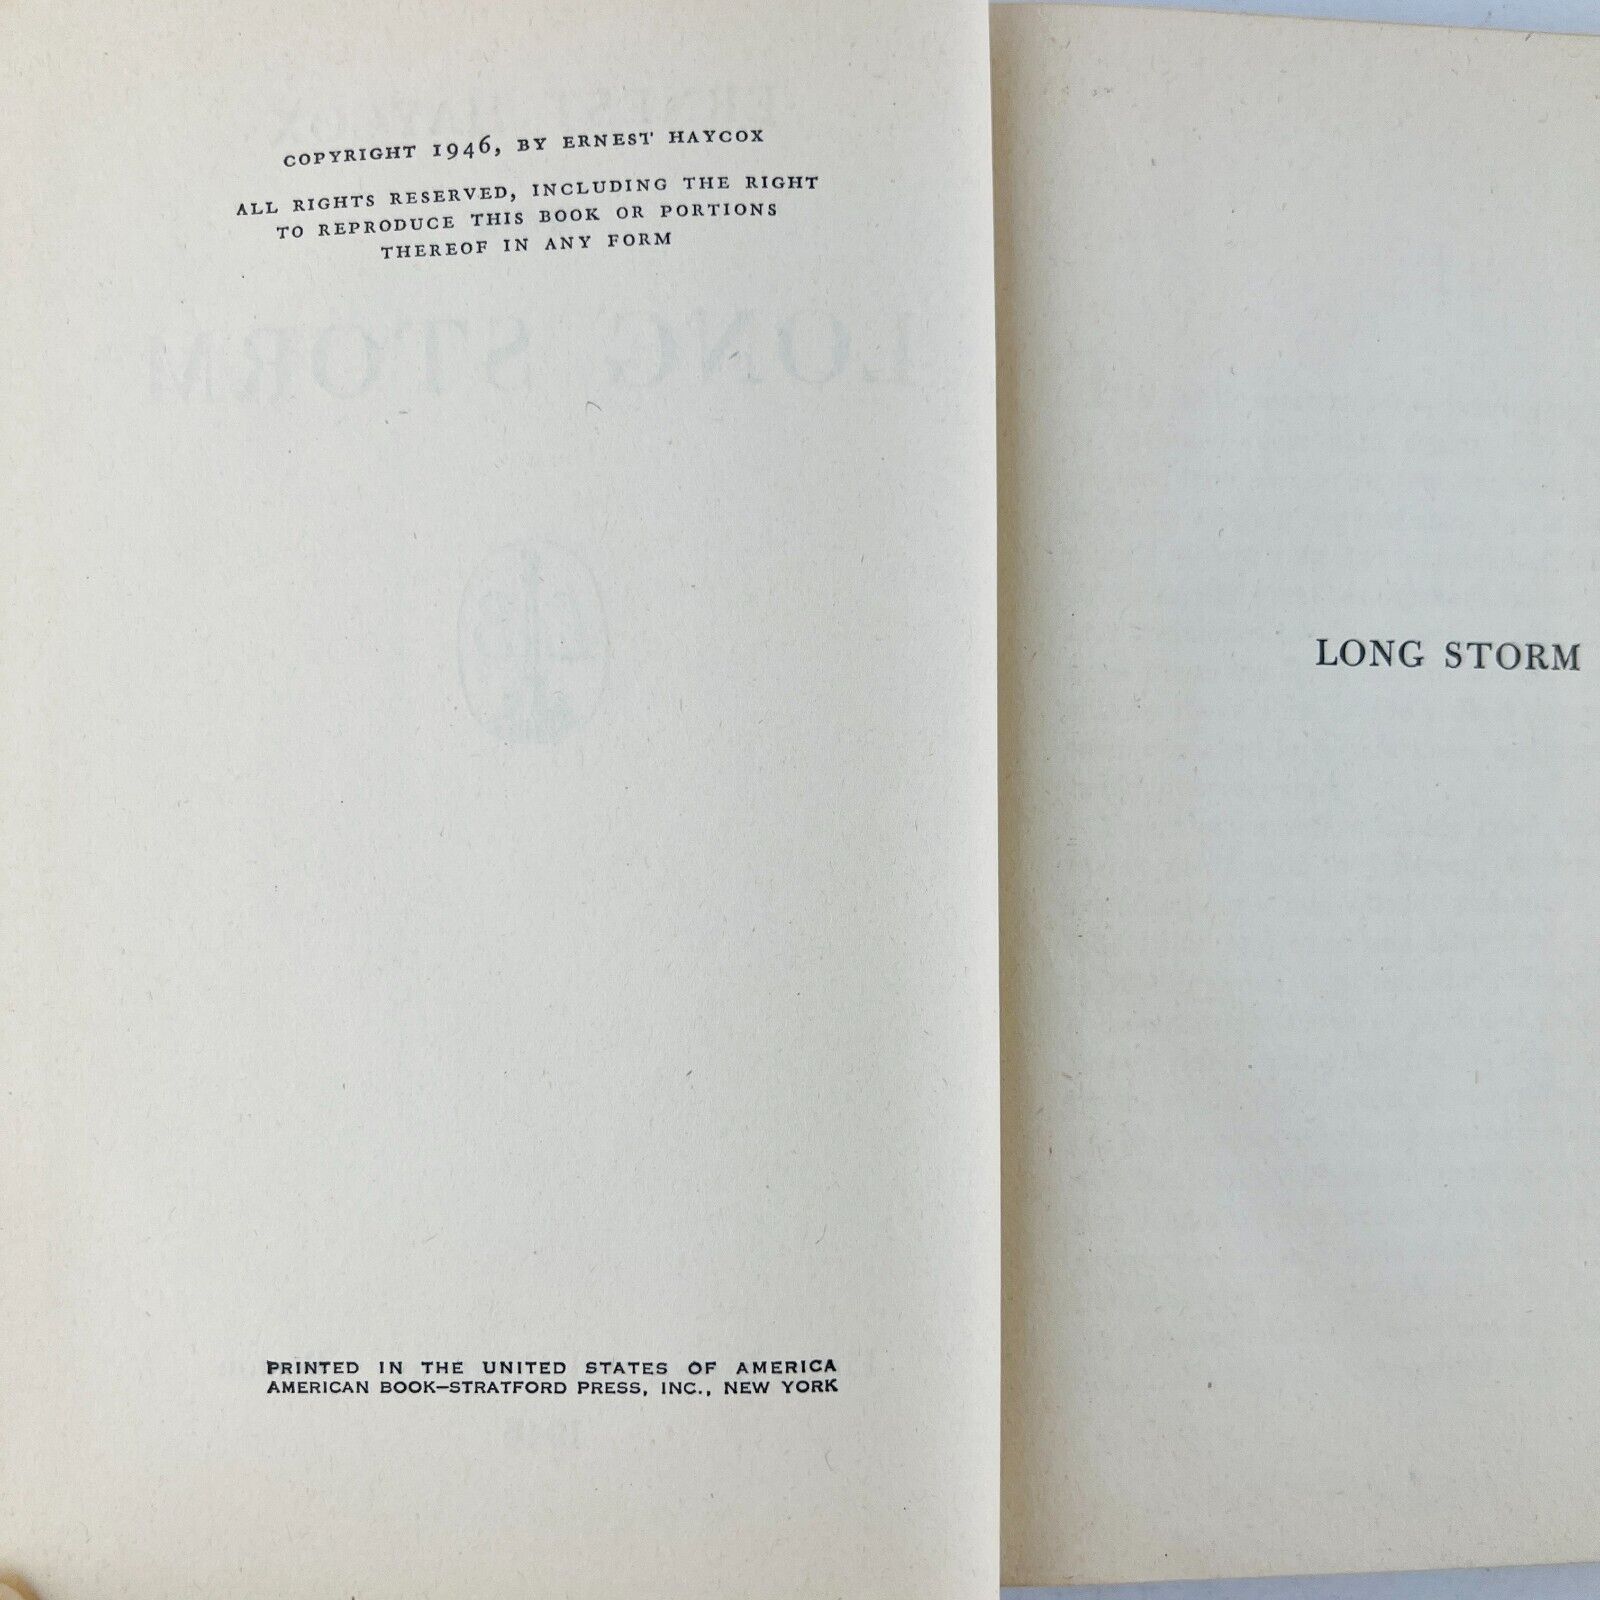 COPYRIGHT 1946, BY ERNEST HAYCOX
ALL RIGHTS RESERVED, INCLUDING THE RIGHT
TO REPRODUCE THIS BOOK OR PORTIONS
THEREOF IN ANY FORM
PRINTED IN THE UNITED STATES OF AMERICA
AMERICAN BOOK–STRATFORD PRESS, INC., NEW YORK
LONG STORM